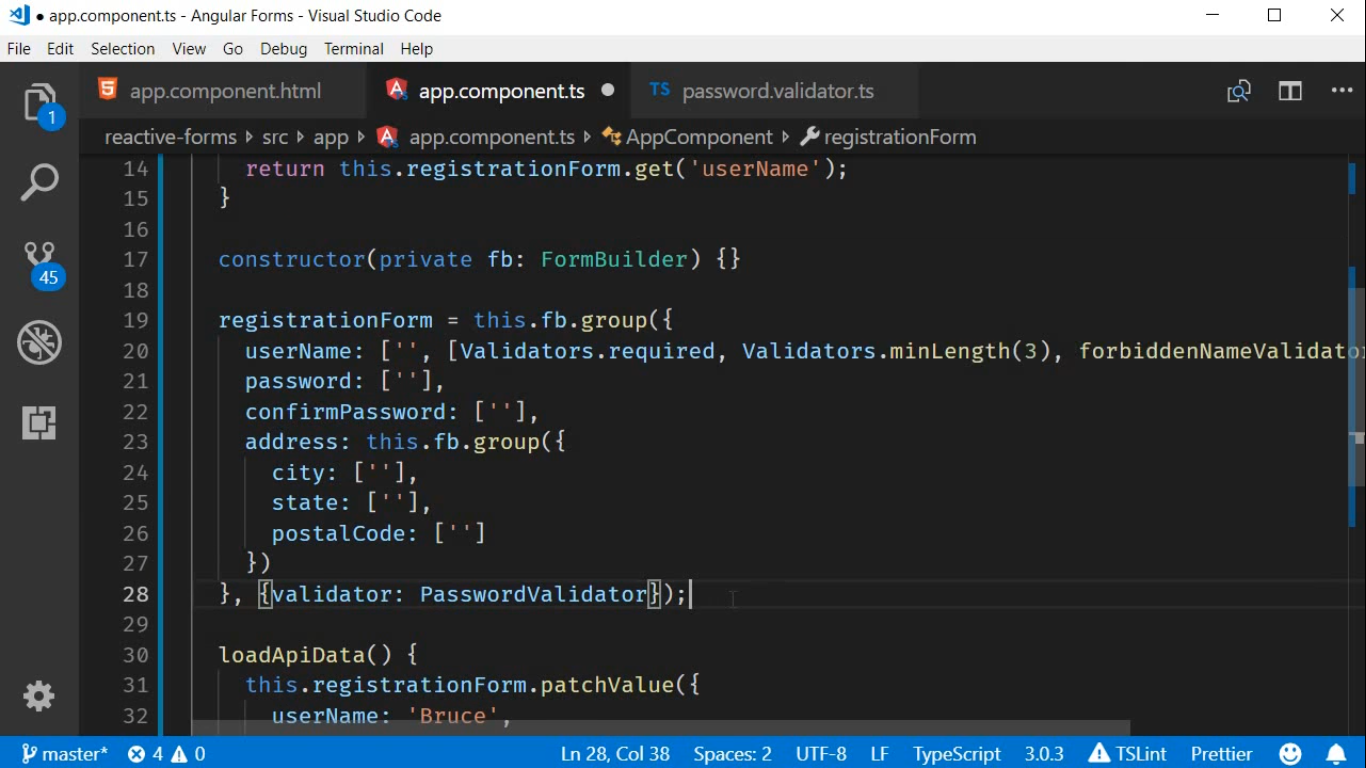 app.component.ts - Angular Forms - Visual Studio Code
File Edit Selection View Go Debug Terminal Help
app.component.html app.component.ts TS password.validator.ts
reactive-forms src app app.component.ts AppComponent registrationForm
14 return this.registrationForm.get('userName');
15 }
16
17 constructor(private fb: FormBuilder) {}
18
19 registrationForm = this.fb.group({
20 userName: ['', [Validators.required, Validators.minLength(3), forbiddenNameValidato
21 password: [''],
22 confirmPassword: [''],
23 address: this.fb.group({
24 city: [''],
25 state: [''],
26 postalCode: ['']
27 })
28 }, {validator: PasswordValidator});
29
30 loadApiData() {
31 this.registrationForm.patchValue({
32 userName: 'Bruce',
1
45
master* 4 0 Ln 28, Col 38 Spaces: 2 UTF-8 LF TypeScript 3.0.3 TSLint Prettier